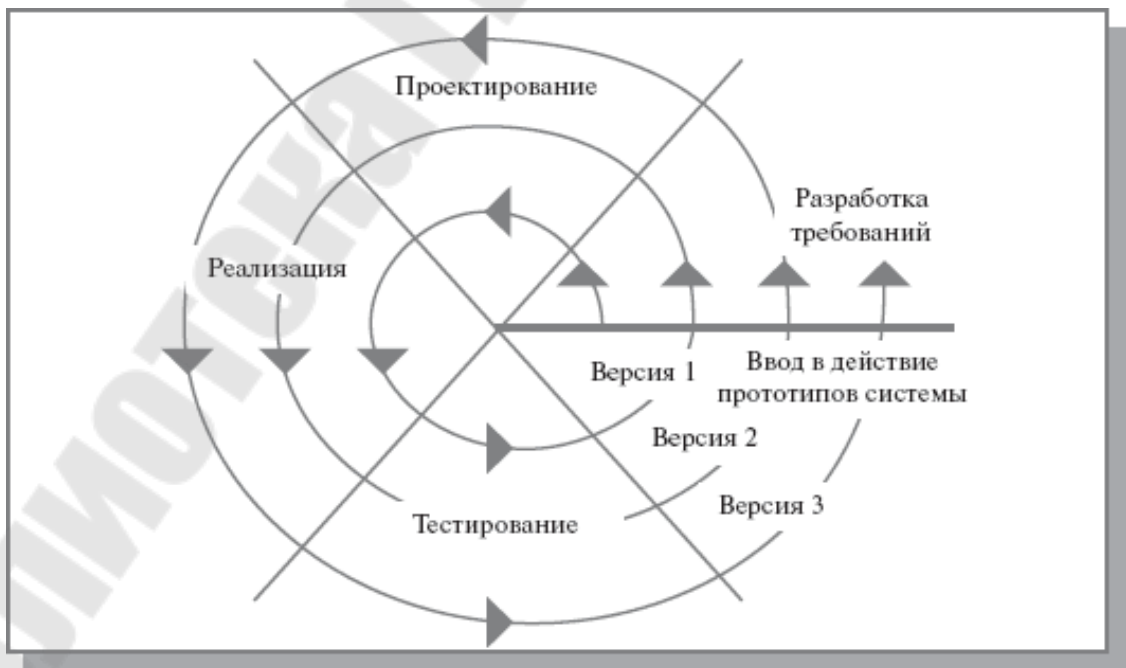 Проектирование
Разработка
требований
Реализация
Версия 1
Ввод в действие
прототипов системы
Версия 2
Версия 3
Тестирование